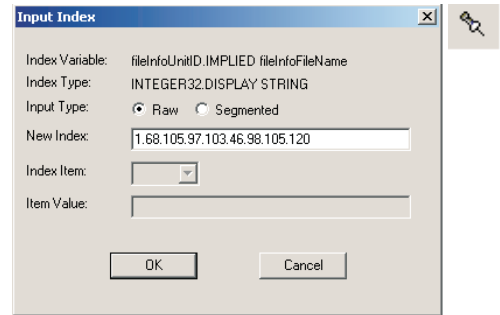 Input Index
Index Variable: fileInfoUnitID.IMPLIED fileInfoFileName
Index Type: INTEGER32.DISPLAY STRING
Input Type: Raw Segmented
New Index: 1.68.105.97.103.46.98.105.120
Index Item:
Item Value:
OK Cancel